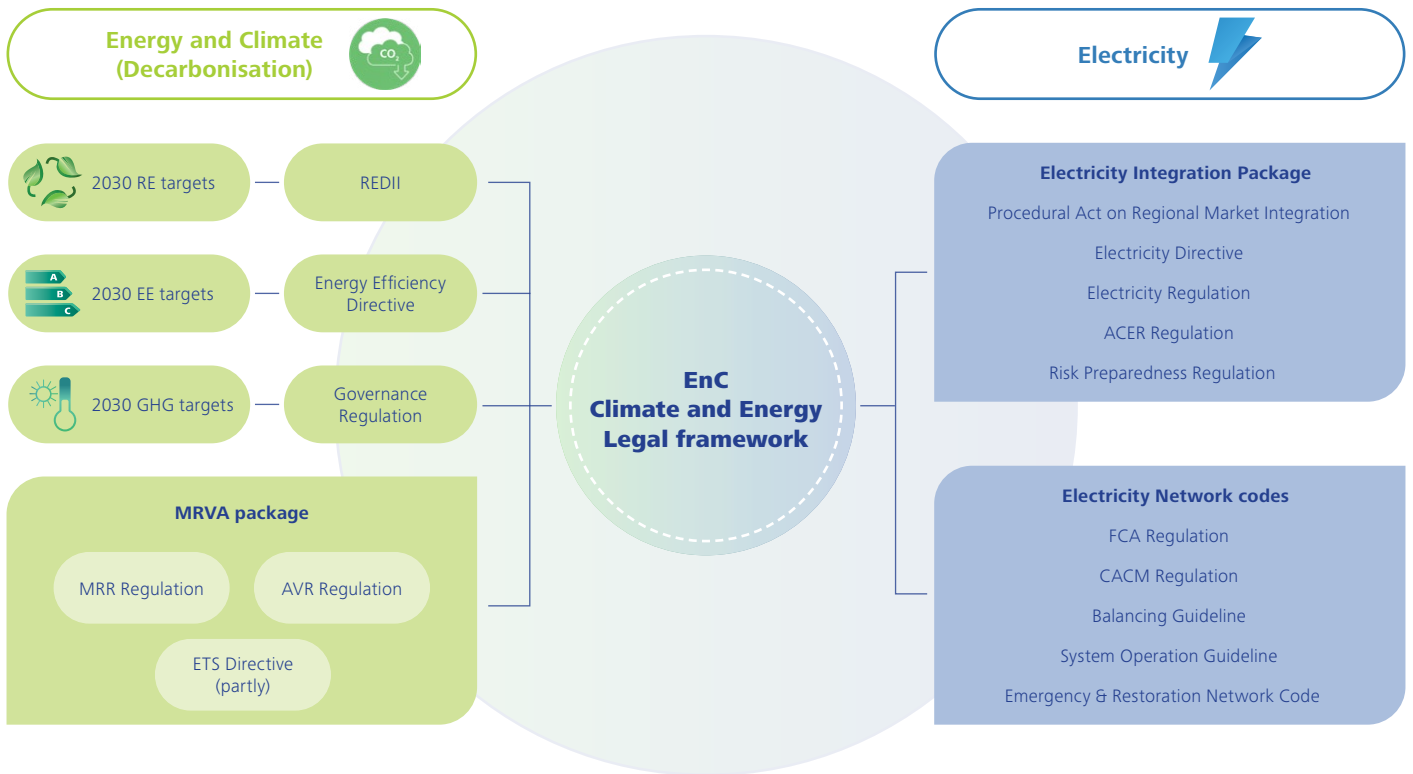 Energy and Climate
(Decarbonisation)
CO2
2030 RE targets
REDII
A
B
C
2030 EE targets
Energy Efficiency
Directive
2030 GHG targets
Governance
Regulation
MRVA package
MRR Regulation
AVR Regulation
ETS Directive
(partly)
EnC
Climate and Energy
Legal framework
Electricity
Electricity Integration Package
Procedural Act on Regional Market Integration
Electricity Directive
Electricity Regulation
ACER Regulation
Risk Preparedness Regulation
Electricity Network codes
FCA Regulation
CACM Regulation
Balancing Guideline
System Operation Guideline
Emergency & Restoration Network Code